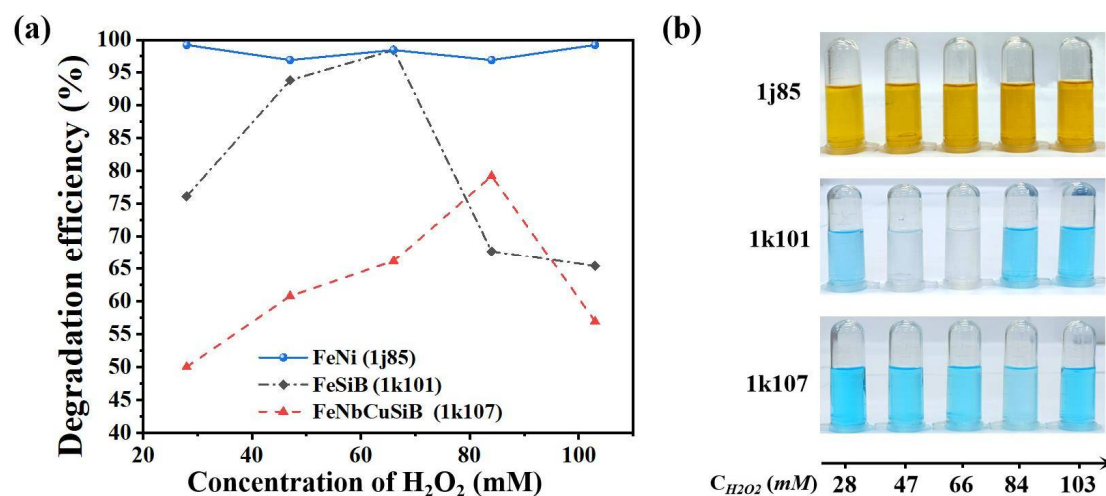 (a)
Degradation efficiency (%)
100
95
90
85
80
75
70
65
60
55
50
45
40
FeNi (1j85)
FeSiB (1k101)
FeNbCuSiB (1k107)
20
40
60
80
100
Concentration of H₂O₂ (mM)
(b)
1j85
1k101
1k107
C_H2O2 (mM)
28
47
66
84
103